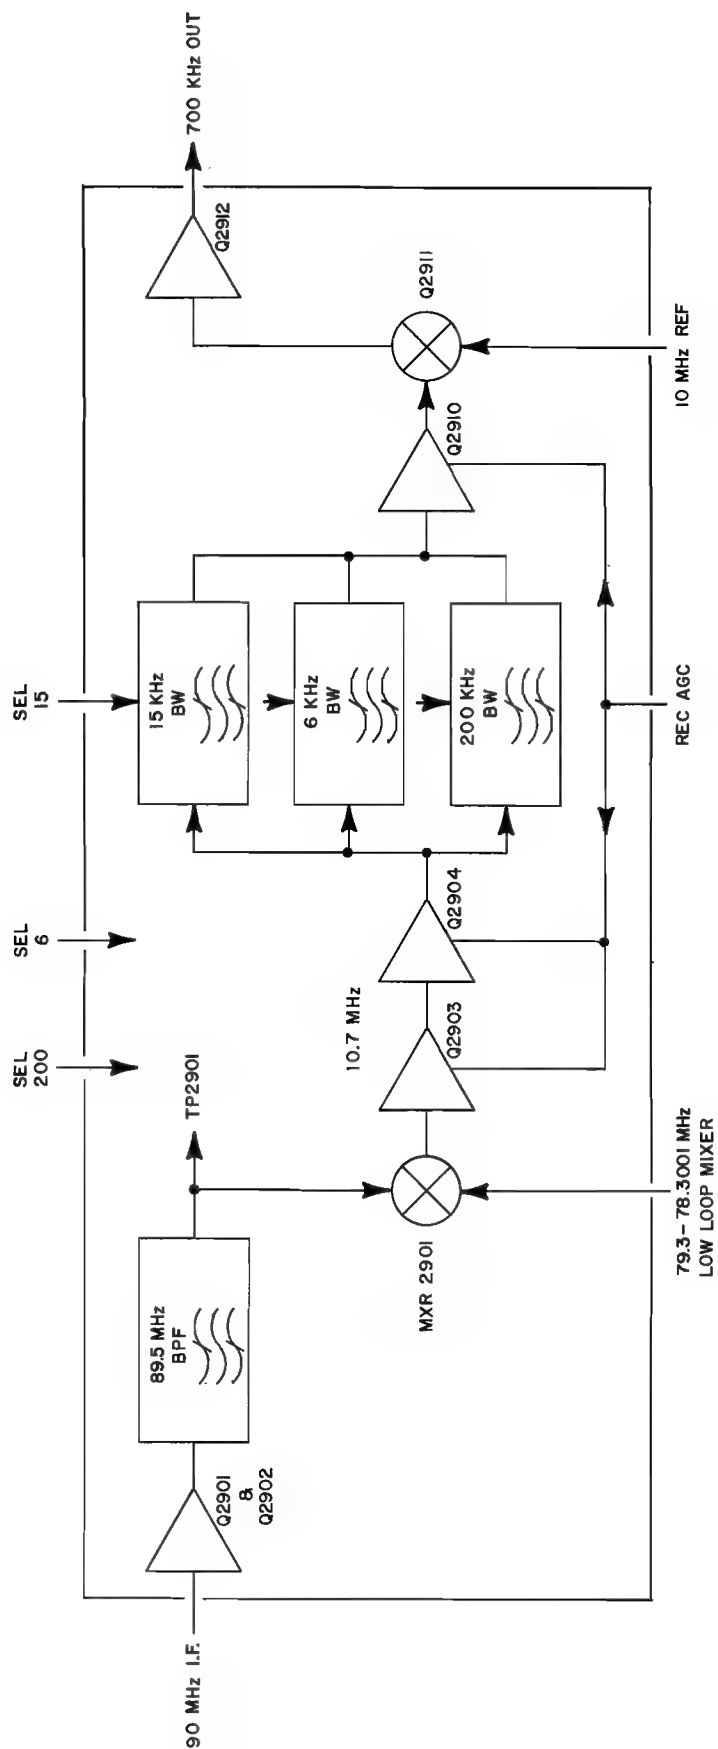 90 MHz I.F.
Q2901
&
Q2902
89.5 MHz
BPF
TP2901
MXR 2901
79.3-78.3001 MHz
LOW LOOP MIXER
SEL
200
SEL
6
SEL
15
10.7 MHz
Q2903
Q2904
15 KHz
BW
6 KHz
BW
200 KHz
BW
REC AGC
Q2910
Q2911
10 MHz REF
Q2912
700 KHz OUT